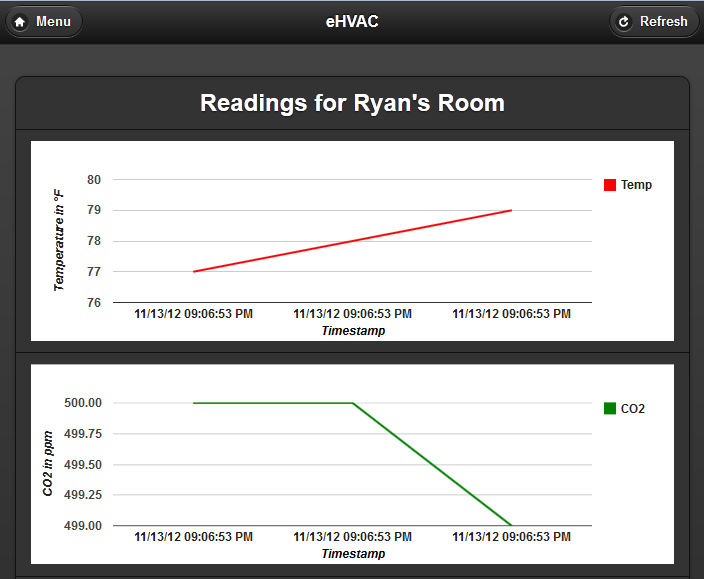 Menu
eHVAC
Refresh
Readings for Ryan's Room
Temperature in °F
80
79
78
77
76
Temp
11/13/12 09:06:53 PM 11/13/12 09:06:53 PM 11/13/12 09:06:53 PM
Timestamp
CO2 in ppm
500.00
499.75
499.50
499.25
499.00
CO2
11/13/12 09:06:53 PM 11/13/12 09:06:53 PM 11/13/12 09:06:53 PM
Timestamp